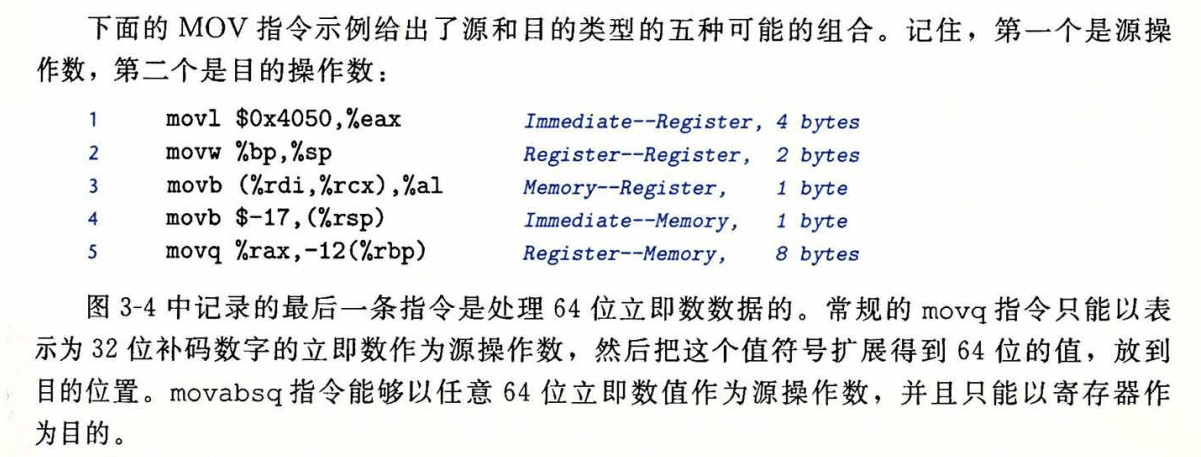 下面的 MOV 指令示例给出了源和目的类型的五种可能的组合。记住，第一个是源操
作数，第二个是目的操作数：
1 movl $0x4050,%eax Immediate--Register, 4 bytes
2 movw %bp,%sp Register--Register, 2 bytes
3 movb (%rdi,%rcx),%al Memory--Register, 1 byte
4 movb $-17,(%rsp) Immediate--Memory, 1 byte
5 movq %rax,-12(%rbp) Register--Memory, 8 bytes
图 3-4 中记录的最后一条指令是处理 64 位立即数数据的。常规的 movq 指令只能以表
示为 32 位补码数字的立即数作为源操作数，然后把这个值符号扩展得到 64 位的值，放到
目的位置。movabsq 指令能够以任意 64 位立即数值作为源操作数，并且只能以寄存器作
为目的。